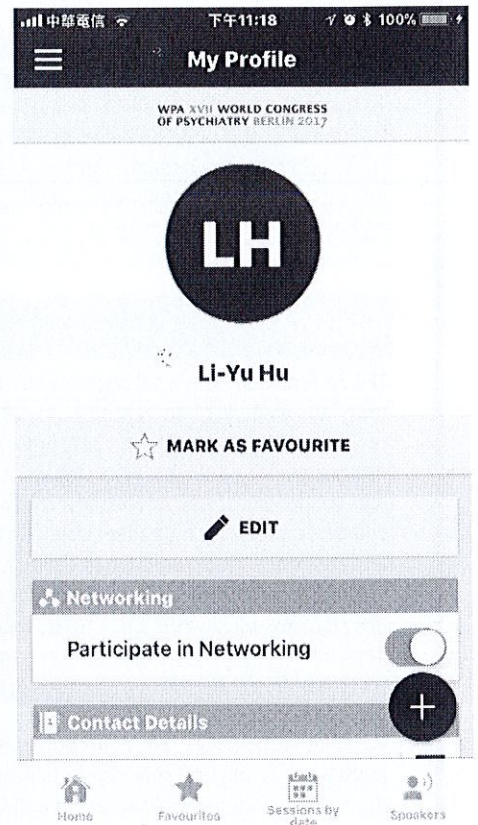 中華電信 下午11:18 100%
My Profile
WPA XVII WORLD CONGRESS
OF PSYCHIATRY BERLIN 2017
LH
Li-Yu Hu
MARK AS FAVOURITE
EDIT
Networking
Participate in Networking
+
Contact Details
Home Favourites Sessions by Speakers
date